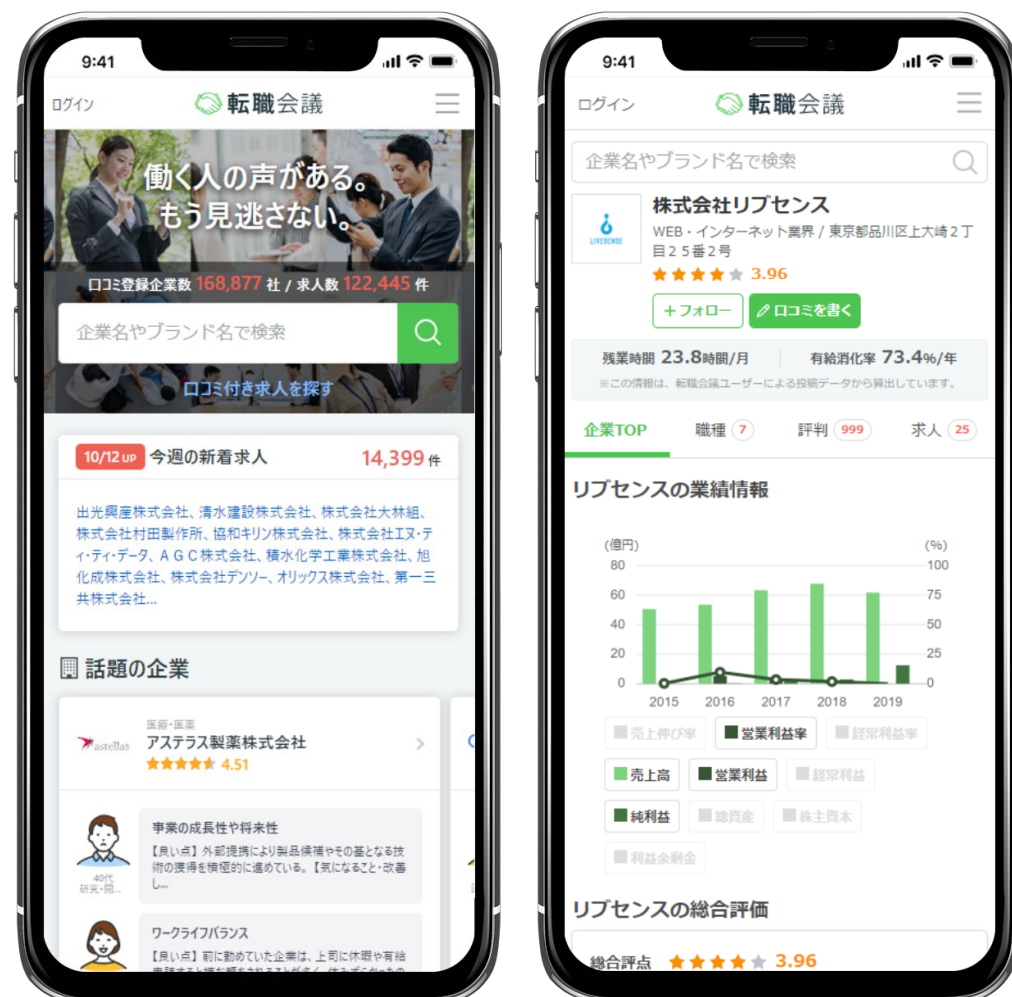 9:41
ログイン
転職会議
働く人の声がある。
もう見逃さない。
口コミ登録企業数 168,877 社 / 求人数 122,445 件
企業名やブランド名で検索
口コミ付き求人を探す
10/12 UP 今週の新着求人 14,399 件
出光興産株式会社、清水建設株式会社、株式会社大林組、
株式会社村田製作所、協和キリン株式会社、株式会社エヌ・テ
ィ・ティ・データ、ＡＧＣ株式会社、積水化学工業株式会社、旭
化成株式会社、株式会社デンソー、オリックス株式会社、第一三
共株式会社...
話題の企業
医療・医薬
astellas アステラス製薬株式会社
4.51
事業の成長性や将来性
【良い点】外部提携により製品候補やその基となる技
術の獲得を積極的に進めている。【気になること・改善
し...
40代
研究・開...
ワークライフバランス
【良い点】前に勤めていた企業は、上司に休暇や有給
9:41
ログイン
転職会議
企業名やブランド名で検索
株式会社リブセンス
LIVESENSE
WEB・インターネット業界 / 東京都品川区上大崎２丁
目２５番２号
3.96
+フォロー 口コミを書く
残業時間 23.8時間/月 有給消化率 73.4%/年
※この情報は、転職会議ユーザーによる投稿データから算出しています。
企業TOP 職種 7 評判 999 求人 25
リブセンスの業績情報
(億円) (%)
80 100
60 75
40 50
20 25
0 0
2015 2016 2017 2018 2019
売上伸び率 営業利益率 経常利益率
売上高 営業利益 経常利益
純利益 総資産 株主資本
利益余剰金
リブセンスの総合評価
総合評点 3.96